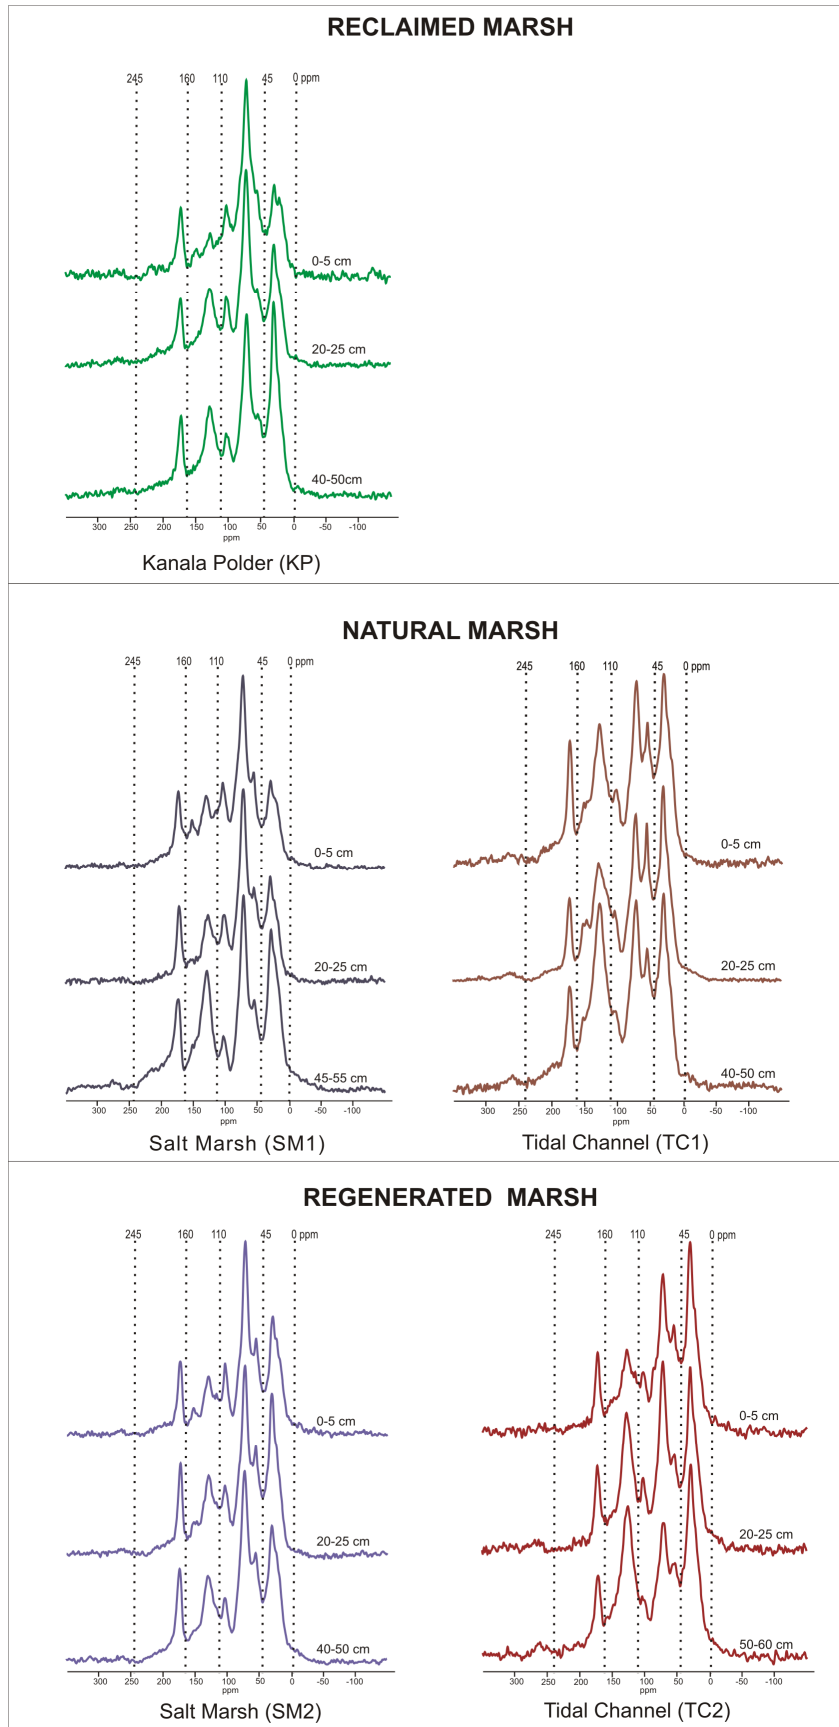 RECLAIMED MARSH
245 160 110 45 0 ppm
0-5 cm
20-25 cm
40-50cm
300 250 200 150 100 50 0 -50 -100
ppm
Kanala Polder (KP)
NATURAL MARSH
245 160 110 45 0 ppm
0-5 cm
20-25 cm
45-55 cm
300 250 200 150 100 50 0 -50 -100
ppm
Salt Marsh (SM1)
245 160 110 45 0 ppm
0-5 cm
20-25 cm
40-50 cm
300 250 200 150 100 50 0 -50 -100
ppm
Tidal Channel (TC1)
REGENERATED MARSH
245 160 110 45 0 ppm
0-5 cm
20-25 cm
40-50 cm
300 250 200 150 100 50 0 -50 -100
ppm
Salt Marsh (SM2)
245 160 110 45 0 ppm
0-5 cm
20-25 cm
50-60 cm
300 250 200 150 100 50 0 -50 -100
ppm
Tidal Channel (TC2)